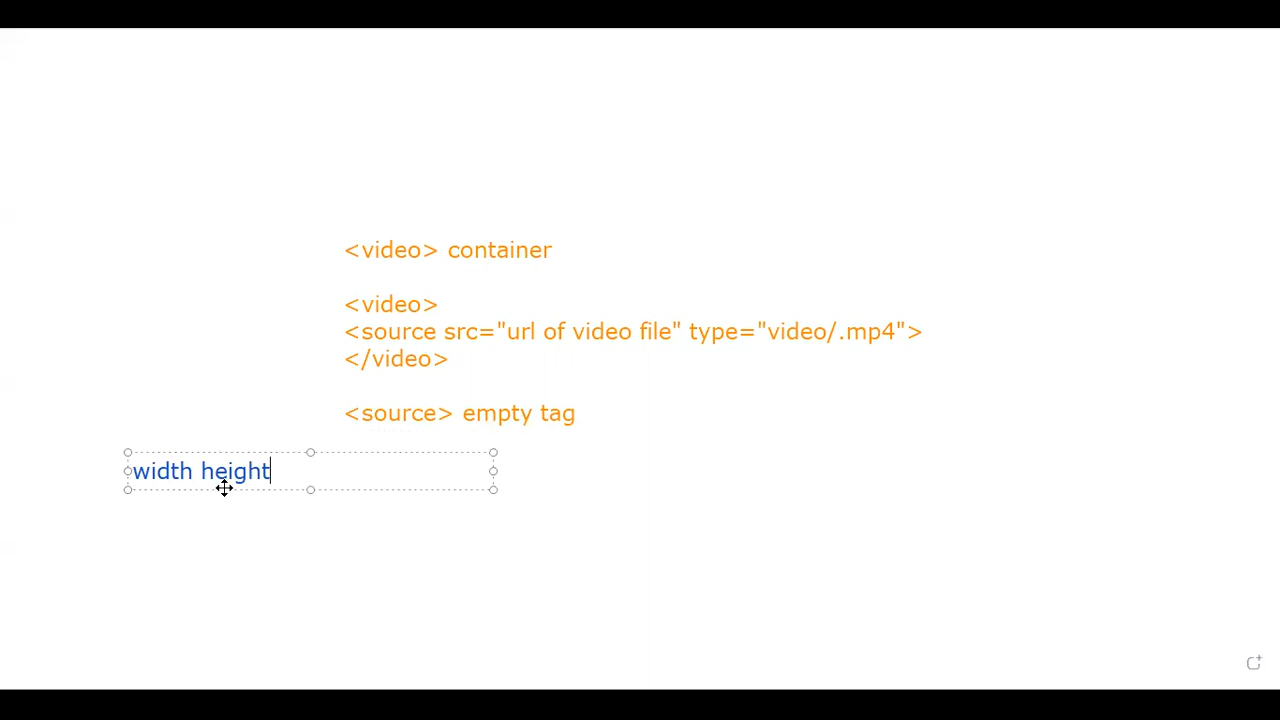 <video> container
<video>
<source src="url of video file" type="video/.mp4">
</video>
<source> empty tag
width height